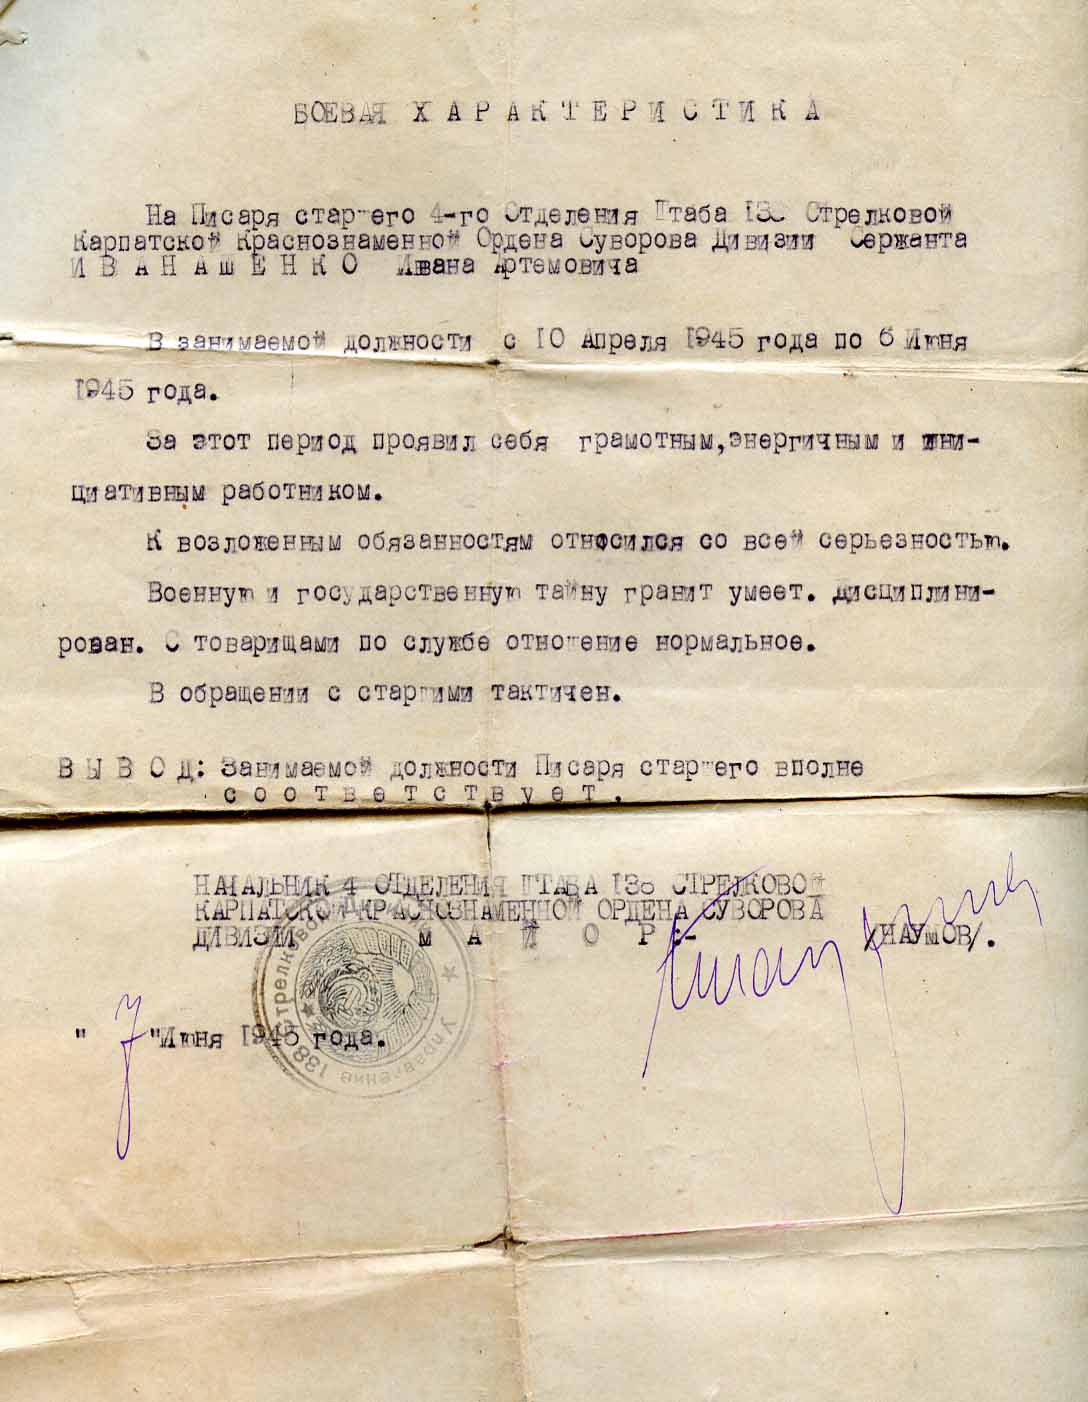 БОЕВАЯ ХАРАКТЕРИСТИКА
На Писаря старшего 4-го Отделения Штаба 138 Стрелковой
Карпатской Краснознаменной Ордена Суворова Дивизии Сержанта
ИВАНАШЕНКО Ивана Артемовича
В занимаемой должности с 10 Апреля 1945 года по 6 Июня
1945 года.
За этот период проявил себя грамотным,энергичным и ини-
циативным работником.
К возложенным обязанностям относился со всей серьезностью.
Военную и государственную тайну гранит умеет. Дисциплини-
рован. С товарищами по службе отношение нормальное.
В обращении с старшими тактичен.
ВЫВОД: Занимаемой должности Писаря старшего вполне
соответствует.
НАЧАЛЬНИК 4 ОТДЕЛЕНИЯ ШТАБА 138 СТРЕЛКОВОЙ
КАРПАТСКОЙ КРАСНОЗНАМЕННОЙ ОРДЕНА СУВОРОВА
ДИВИЗИИ МАЙОР:- /НАУМОВ/.
"7"Июня 1945 года.
Управление 138 Стрелковой